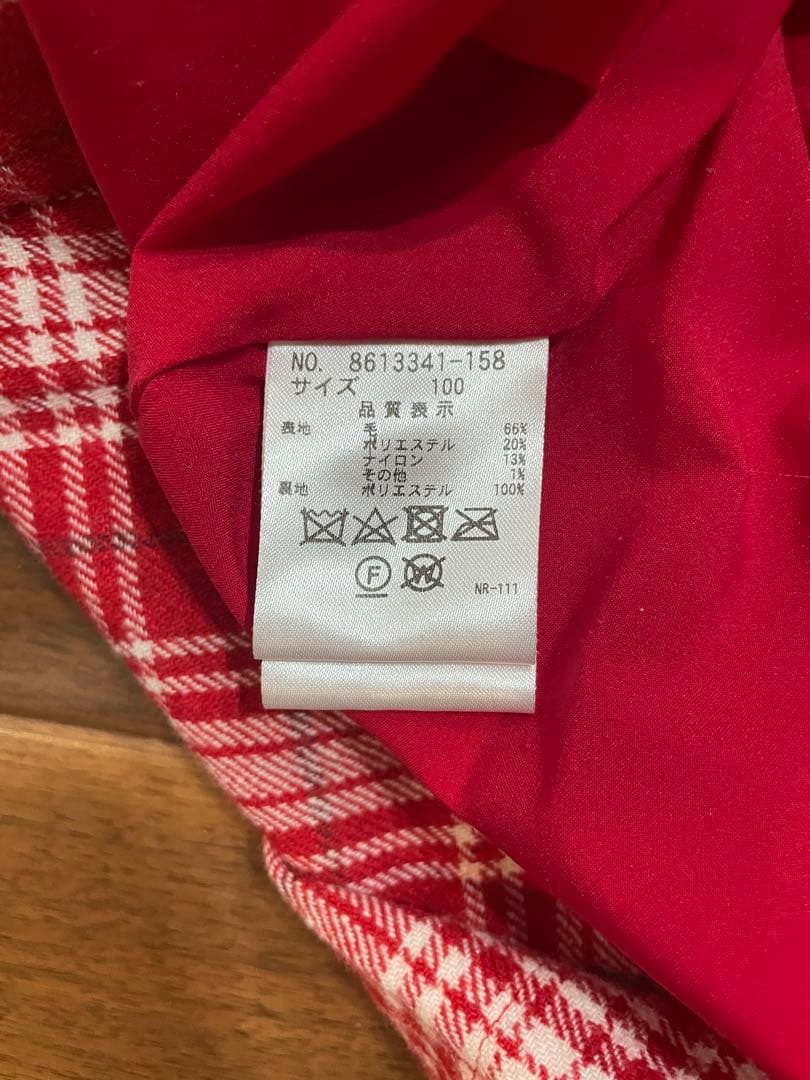 NO. 8613341-158
サイズ 100
品質表示
表地 毛 66%
ポリエステル 20%
ナイロン 13%
その他 1%
裏地 ポリエステル 100%
F W NR-111